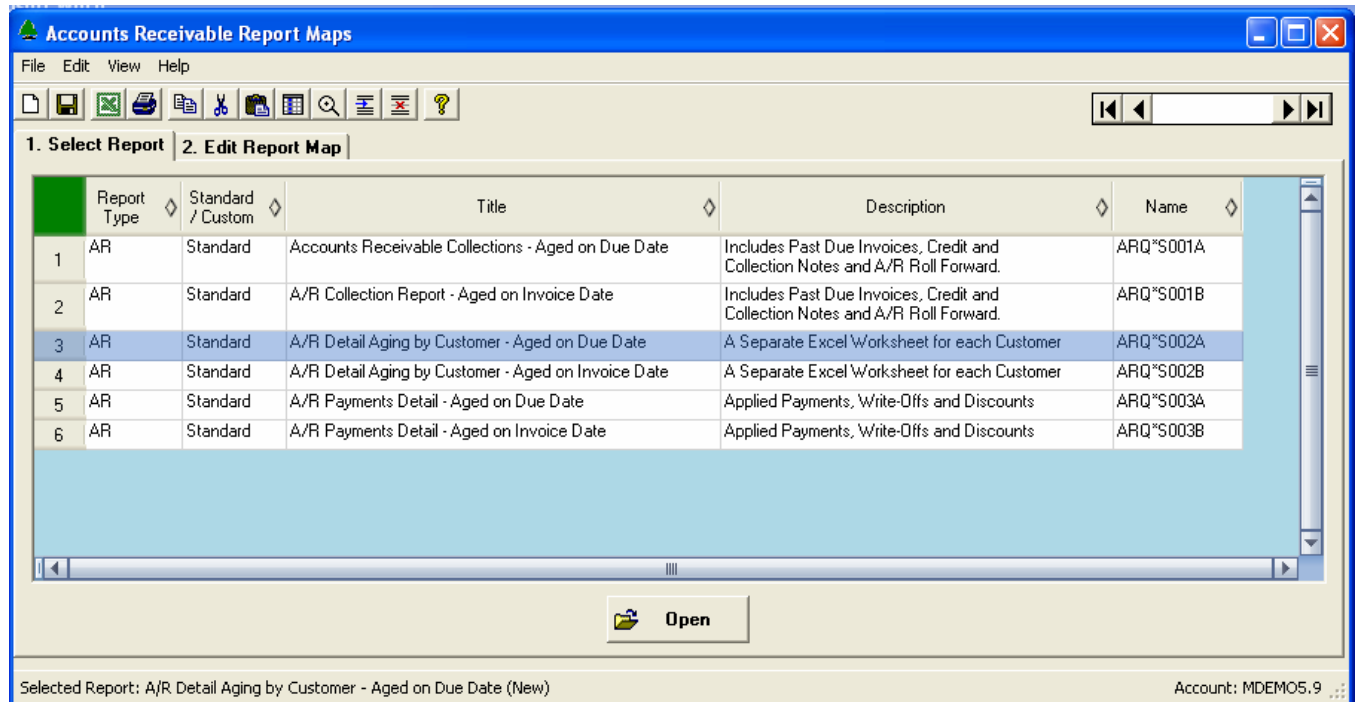 Accounts Receivable Report Maps
File Edit View Help
1. Select Report 2. Edit Report Map
Report Type Standard / Custom Title Description Name
1 AR Standard Accounts Receivable Collections - Aged on Due Date Includes Past Due Invoices, Credit and ARQ*S001A
Collection Notes and A/R Roll Forward.
2 AR Standard A/R Collection Report - Aged on Invoice Date Includes Past Due Invoices, Credit and ARQ*S001B
Collection Notes and A/R Roll Forward.
3 AR Standard A/R Detail Aging by Customer - Aged on Due Date A Separate Excel Worksheet for each Customer ARQ*S002A
4 AR Standard A/R Detail Aging by Customer - Aged on Invoice Date A Separate Excel Worksheet for each Customer ARQ*S002B
5 AR Standard A/R Payments Detail - Aged on Due Date Applied Payments, Write-Offs and Discounts ARQ*S003A
6 AR Standard A/R Payments Detail - Aged on Invoice Date Applied Payments, Write-Offs and Discounts ARQ*S003B
Open
Selected Report: A/R Detail Aging by Customer - Aged on Due Date (New) Account: MDEMO5.9